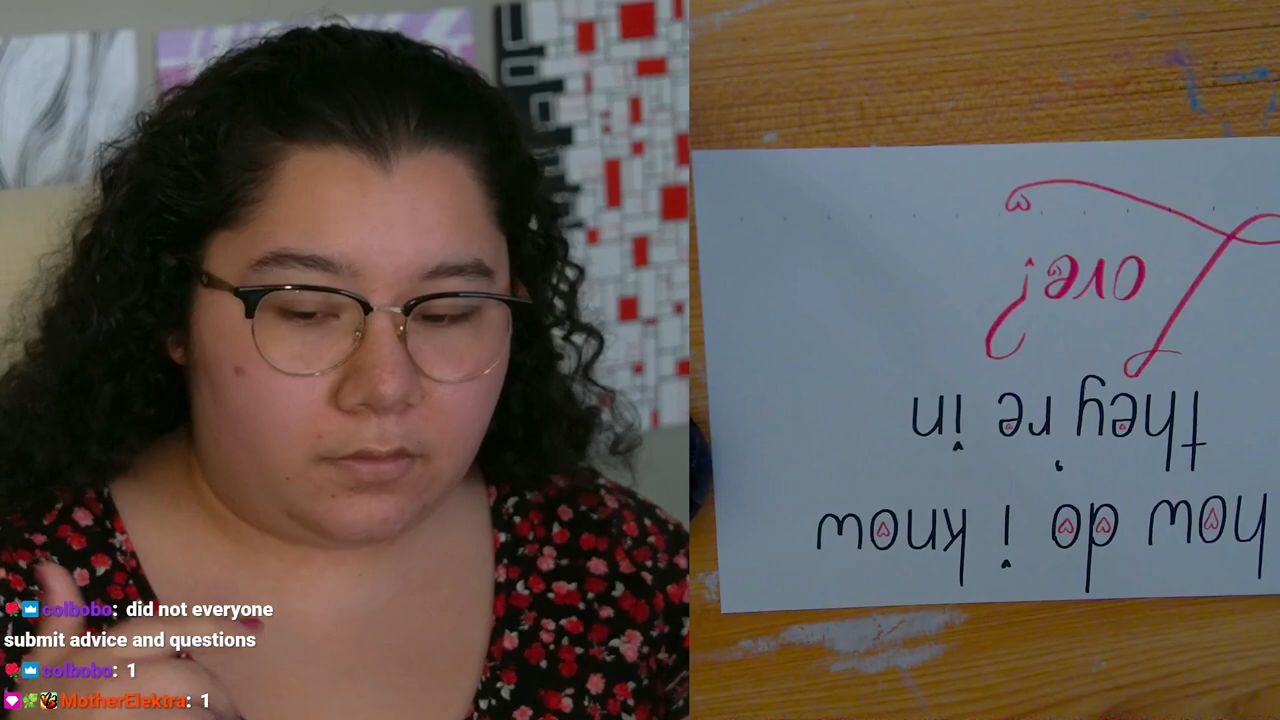 how do i know
they're in
Love?
colbobo: did not everyone
submit advice and questions
colbobo: 1
MotherElektra: 1